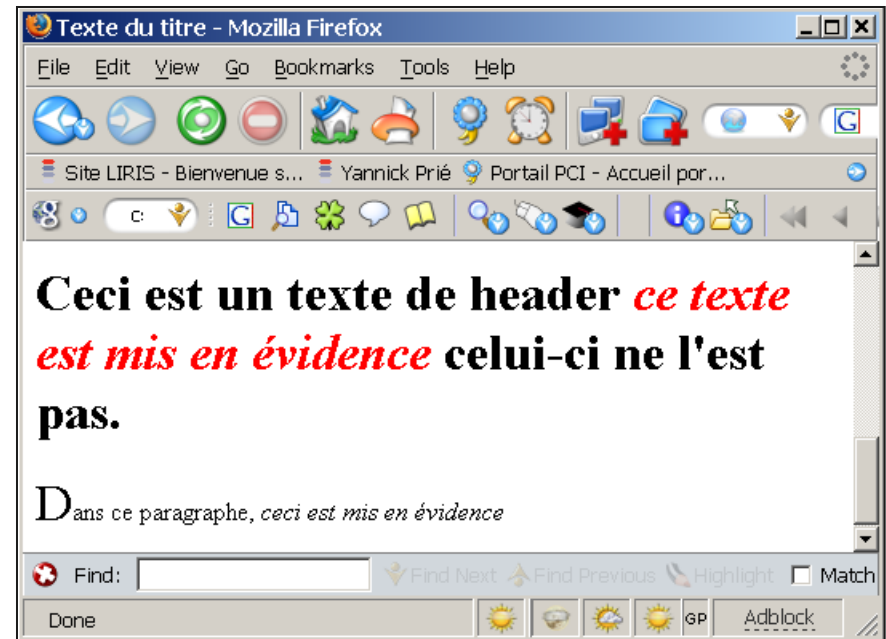 Texte du titre - Mozilla Firefox
File Edit View Go Bookmarks Tools Help
G
Site LIRIS - Bienvenue s... Yannick Prié Portail PCI - Accueil por...
c: G
Ceci est un texte de header ce texte
est mis en évidence celui-ci ne l'est
pas.
Dans ce paragraphe, ceci est mis en évidence
Find: Find Next Find Previous Highlight Match
Done GP Adblock